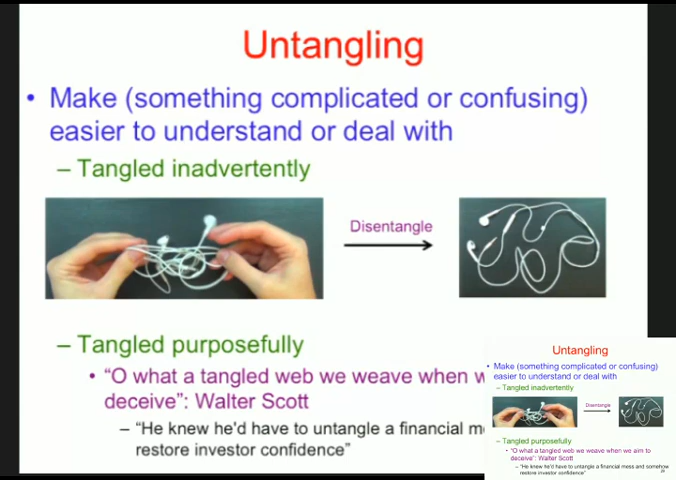 Untangling
• Make (something complicated or confusing)
easier to understand or deal with
– Tangled inadvertently
Disentangle
– Tangled purposefully
• “O what a tangled web we weave when w
deceive”: Walter Scott
– “He knew he'd have to untangle a financial m
restore investor confidence”
Untangling
• Make (something complicated or confusing)
easier to understand or deal with
– Tangled inadvertently
Disentangle
– Tangled purposefully
• “O what a tangled web we weave when we aim to
deceive”: Walter Scott
– “He knew he'd have to untangle a financial mess and somehow
restore investor confidence”